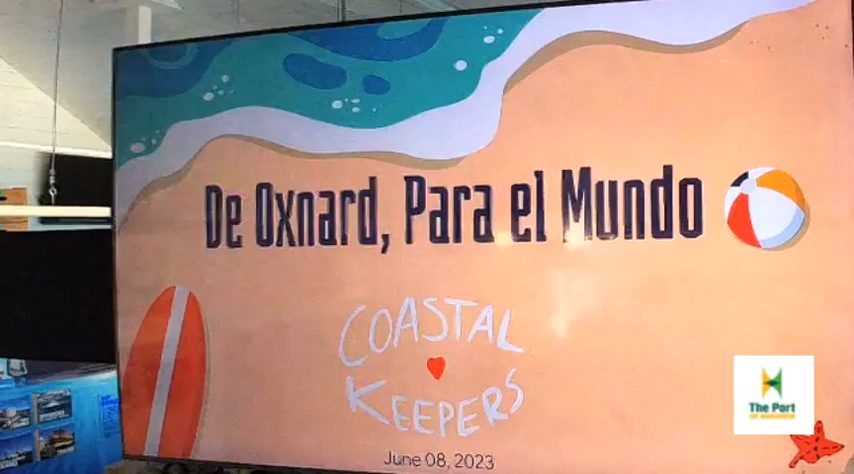 De Oxnard, Para el Mundo
COASTAL
KEEPERS
June 08, 2023
The Port